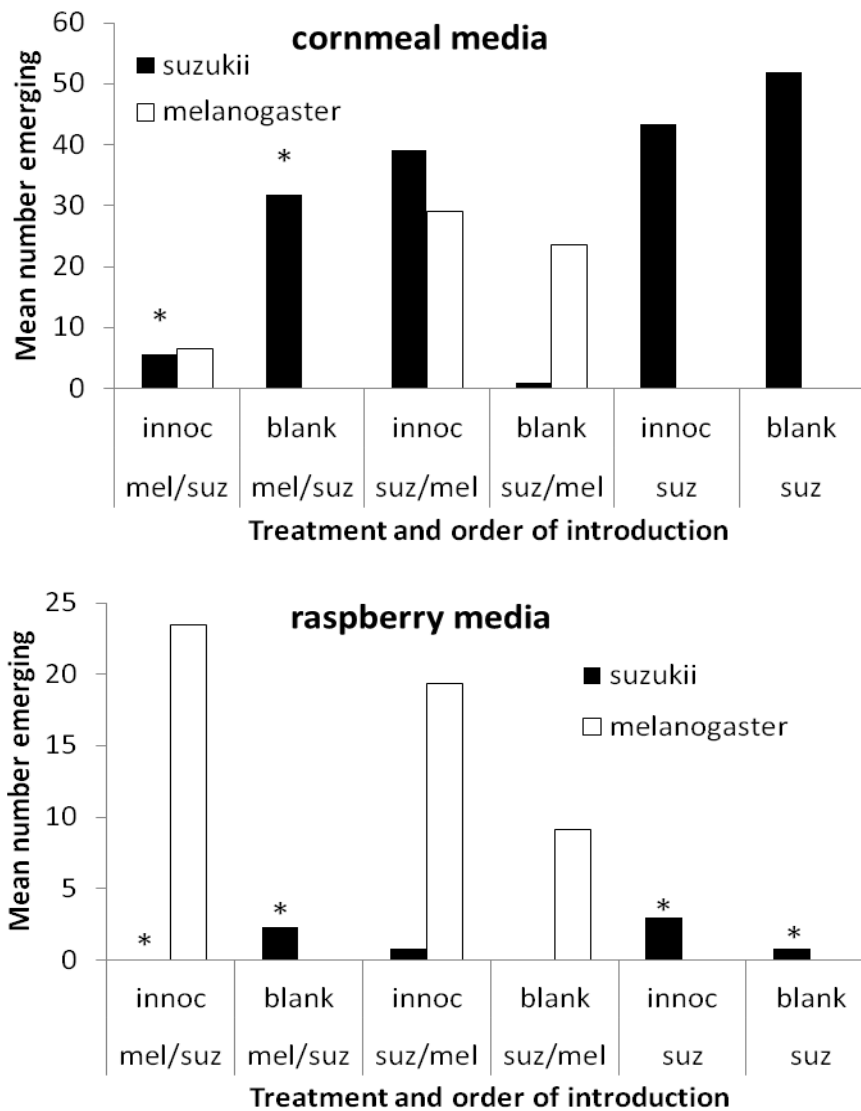 cornmeal media
suzukii
melanogaster
Mean number emerging
60
50
40
30
20
10
0
* * 
innoc blank innoc blank innoc blank
mel/suz mel/suz suz/mel suz/mel suz suz
Treatment and order of introduction
raspberry media
suzukii
melanogaster
Mean number emerging
25
20
15
10
5
0
* * * *
innoc blank innoc blank innoc blank
mel/suz mel/suz suz/mel suz/mel suz suz
Treatment and order of introduction